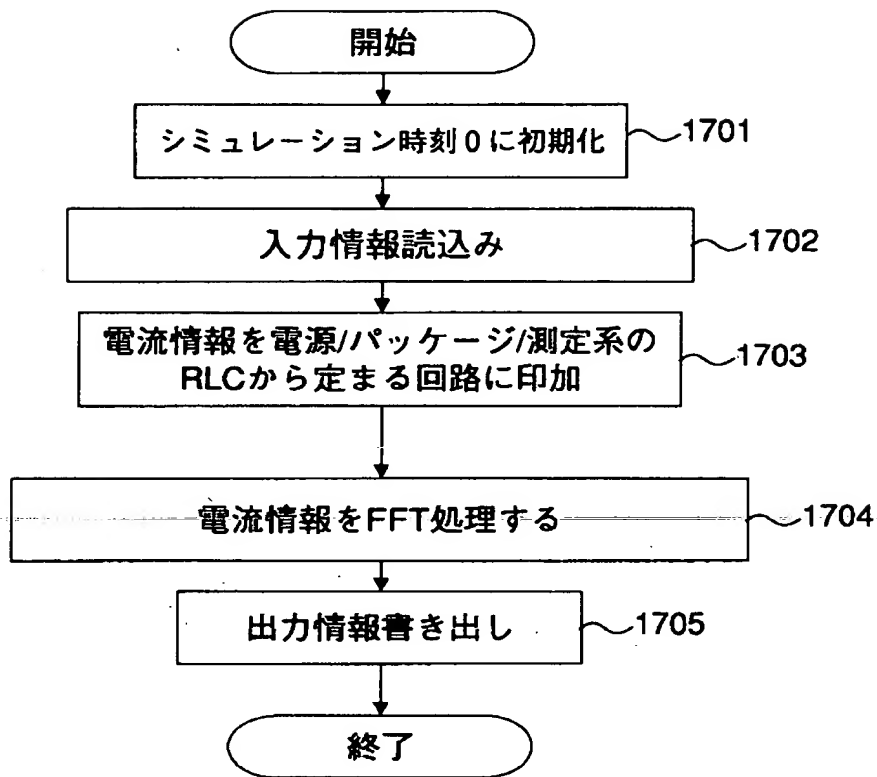 開始
シミュレーション時刻0に初期化
1701
入力情報読込み
1702
電流情報を電源/パッケージ/測定系の
RLCから定まる回路に印加
1703
電流情報をFFT処理する
1704
出力情報書き出し
1705
終了